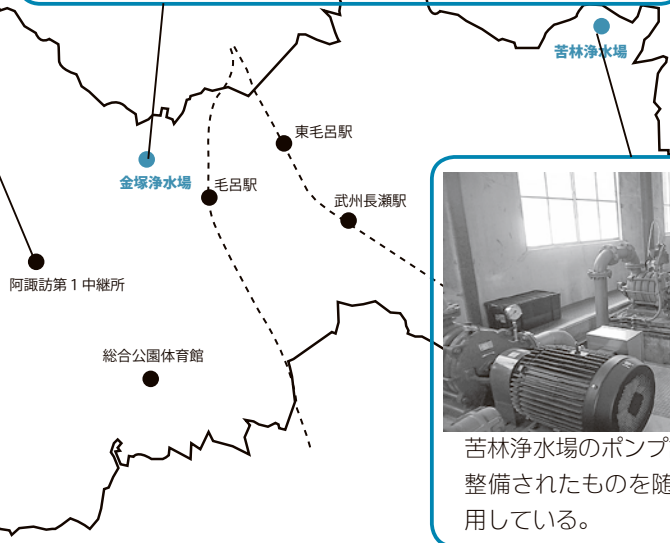 苦林浄水場
東毛呂駅
金塚浄水場
毛呂駅
武州長瀬駅
阿諏訪第1中継所
総合公園体育館
苦林浄水場のポンプ
整備されたものを随
用している。